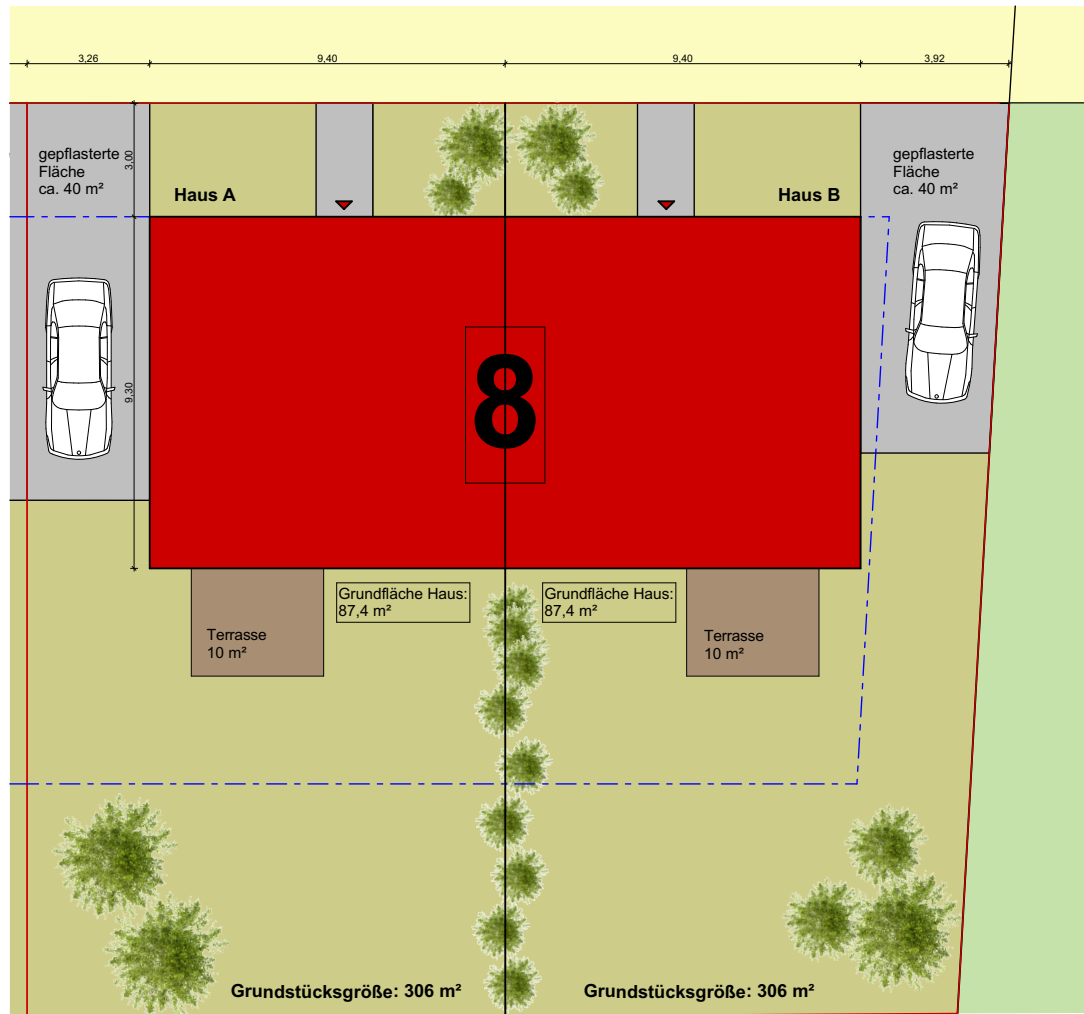 3,26
9,40
9,40
3,92
gepflasterte
Fläche
ca. 40 m²
3,00
Haus A
Haus B
gepflasterte
Fläche
ca. 40 m²
9,30
8
Grundfläche Haus:
87,4 m²
Grundfläche Haus:
87,4 m²
Terrasse
10 m²
Terrasse
10 m²
Grundstücksgröße: 306 m²
Grundstücksgröße: 306 m²